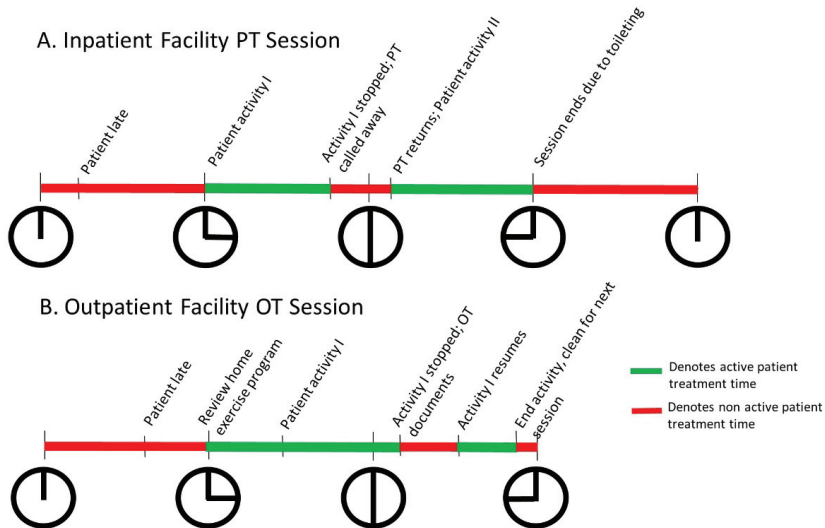 A. Inpatient Facility PT Session
Patient late
Patient activity I
Activity I stopped; PT
called away
PT returns; Patient activity II
Session ends due to toileting
B. Outpatient Facility OT Session
Patient late
Review home
exercise program
Patient activity I
Activity I stopped; OT
documents
Activity I resumes
End activity, clean for next
session
Denotes active patient
treatment time
Denotes non active patient
treatment time